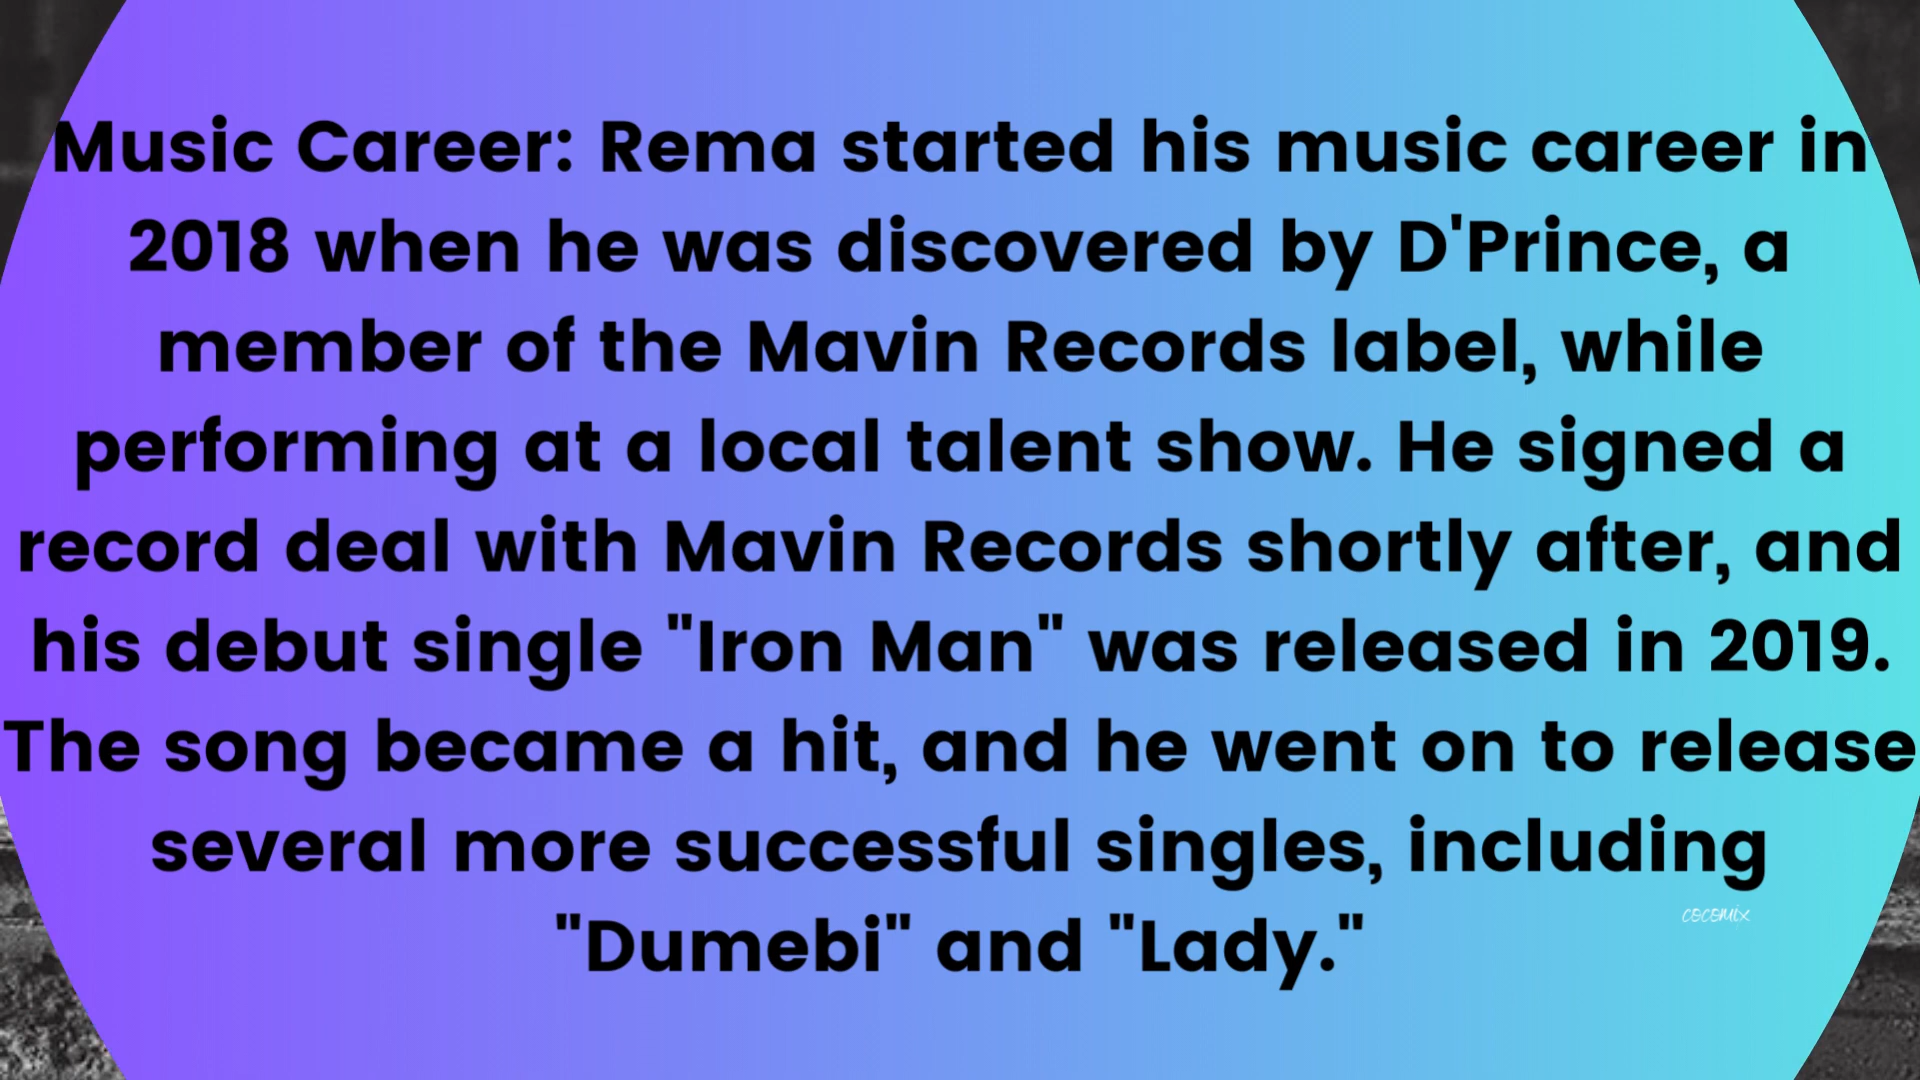 Music Career: Rema started his music career in
2018 when he was discovered by D'Prince, a
member of the Mavin Records label, while
performing at a local talent show. He signed a
record deal with Mavin Records shortly after, and
his debut single "Iron Man" was released in 2019.
The song became a hit, and he went on to release
several more successful singles, including
cocomix
"Dumebi" and "Lady."